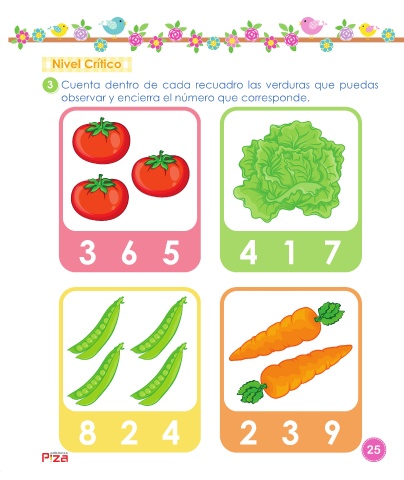 Nivel Crítico
3 Cuenta dentro de cada recuadro las verduras que puedas
observar y encierra el número que corresponde.
3 6 5
4 1 7
8 2 4
2 3 9
P'za
25